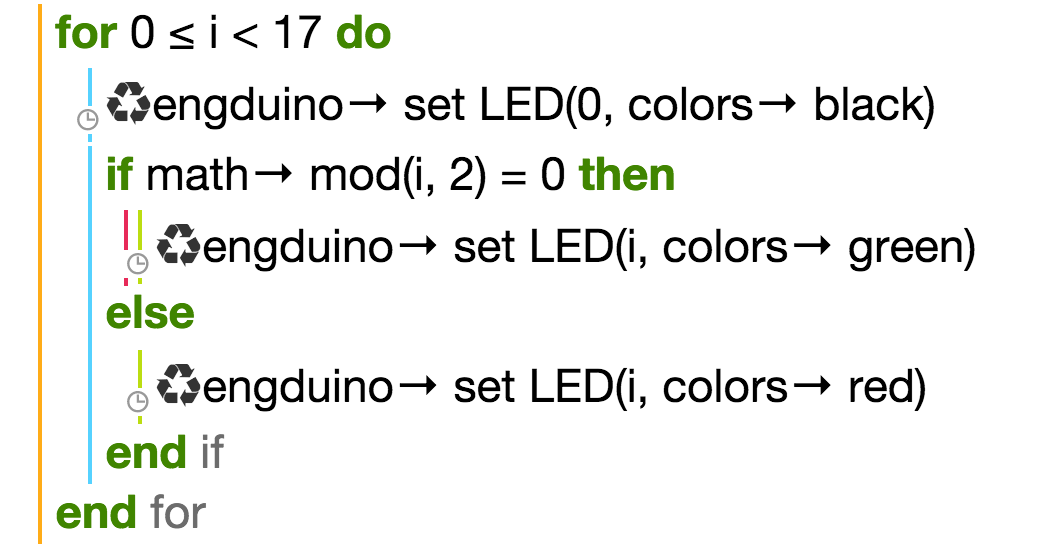 for 0 ≤ i < 17 do
♻engduino→ set LED(0, colors→ black)
if math→ mod(i, 2) = 0 then
♻engduino→ set LED(i, colors→ green)
else
♻engduino→ set LED(i, colors→ red)
end if
end for